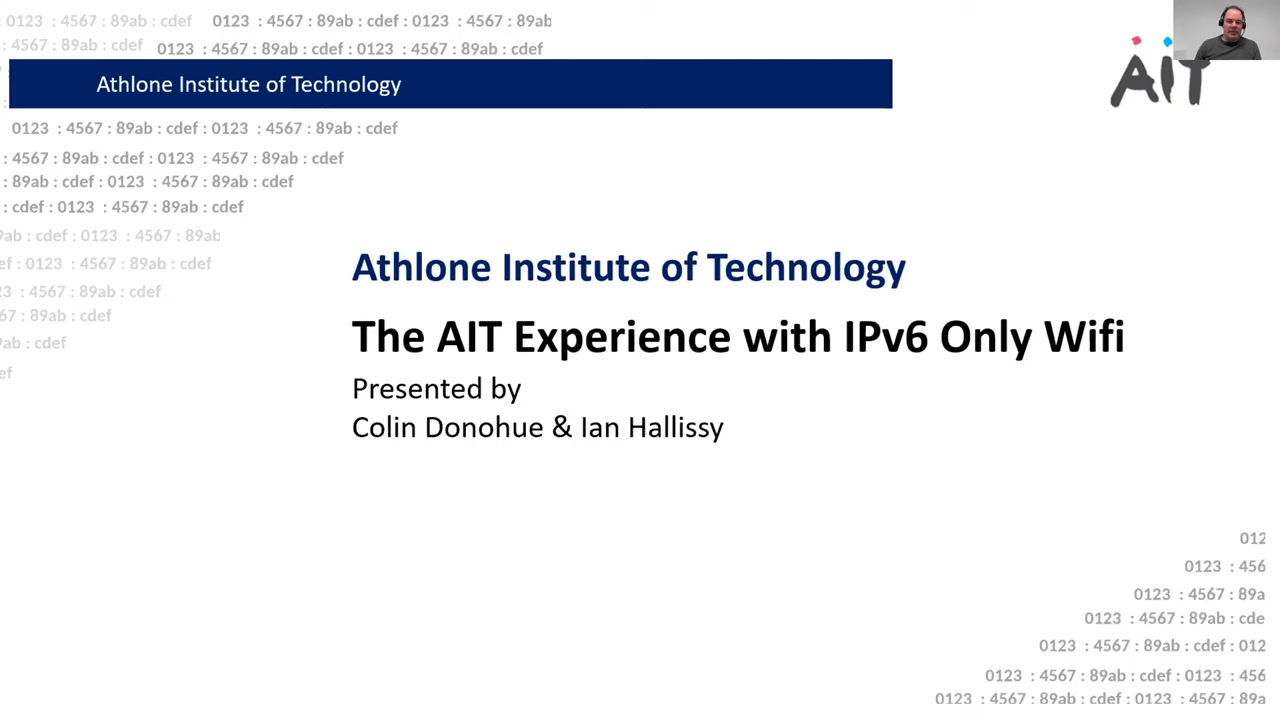 0123 : 4567 : 89ab : cdef 0123 : 4567 : 89ab : cdef : 0123 : 4567 : 89ab
: 4567 : 89ab : cdef 0123 : 4567 : 89ab : cdef : 0123 : 4567 : 89ab : cdef
Athlone Institute of Technology
AIT
0123 : 4567 : 89ab : cdef : 0123 : 4567 : 89ab : cdef
: 4567 : 89ab : cdef : 0123 : 4567 : 89ab : cdef
: 89ab : cdef : 0123 : 4567 : 89ab : cdef
: cdef : 0123 : 4567 : 89ab : cdef
9ab : cdef : 0123 : 4567 : 89ab
ef : 0123 : 4567 : 89ab : cdef
23 : 4567 : 89ab : cdef
67 : 89ab : cdef
9ab : cdef
ef
Athlone Institute of Technology
The AIT Experience with IPv6 Only Wifi
Presented by
Colin Donohue & Ian Hallissy
012
0123 : 456
0123 : 4567 : 89a
0123 : 4567 : 89ab : cde
0123 : 4567 : 89ab : cdef : 012
0123 : 4567 : 89ab : cdef : 0123 : 456
0123 : 4567 : 89ab : cdef : 0123 : 4567 : 89a